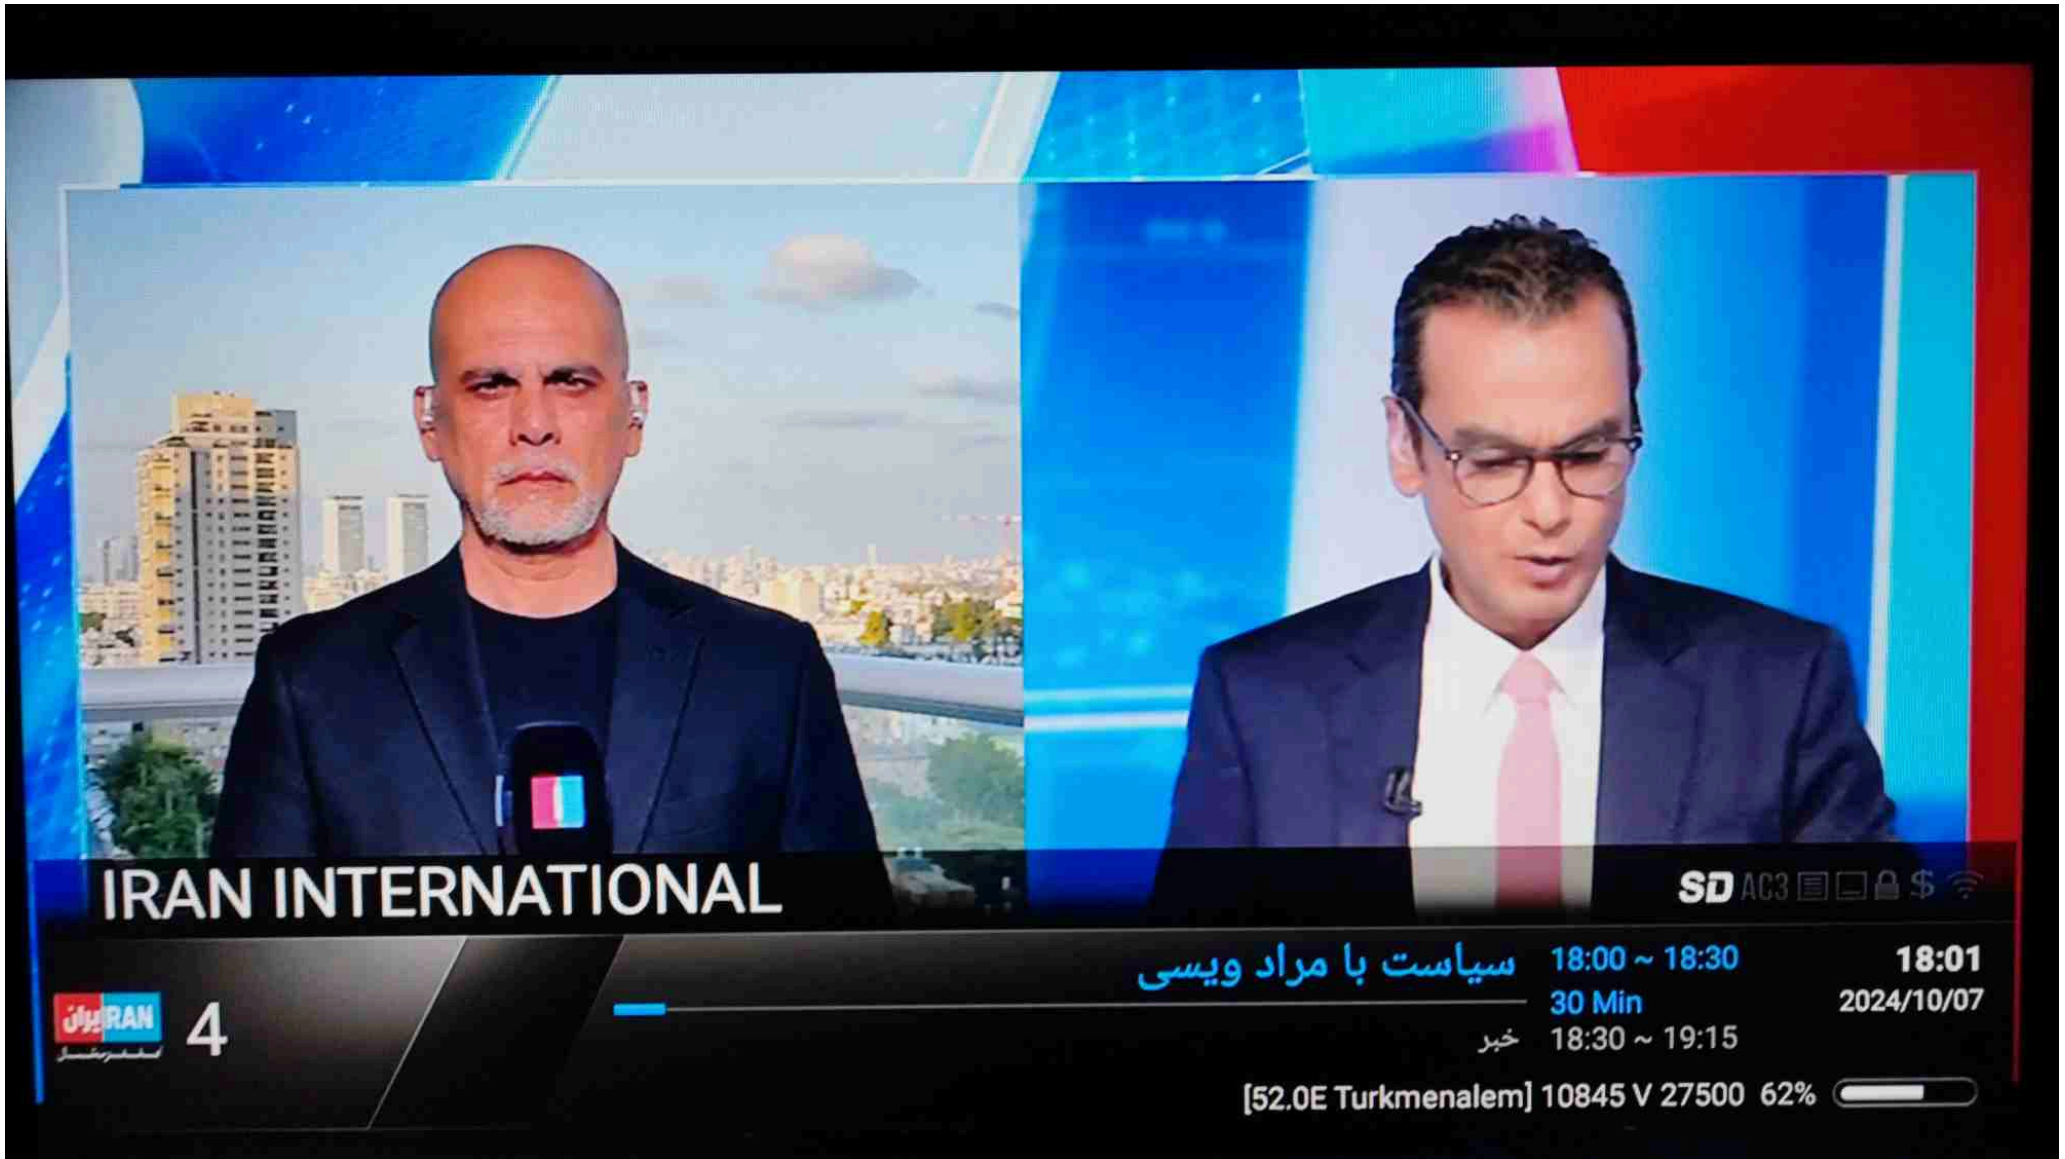 IRAN INTERNATIONAL
SD AC3 $
سیاست با مراد ویسی 18:00 ~ 18:30 18:01
30 Min 2024/10/07
ایران IRAN
اینترنشنال
4
خبر 18:30 ~ 19:15
[52.0E Turkmenalem] 10845 V 27500 62%